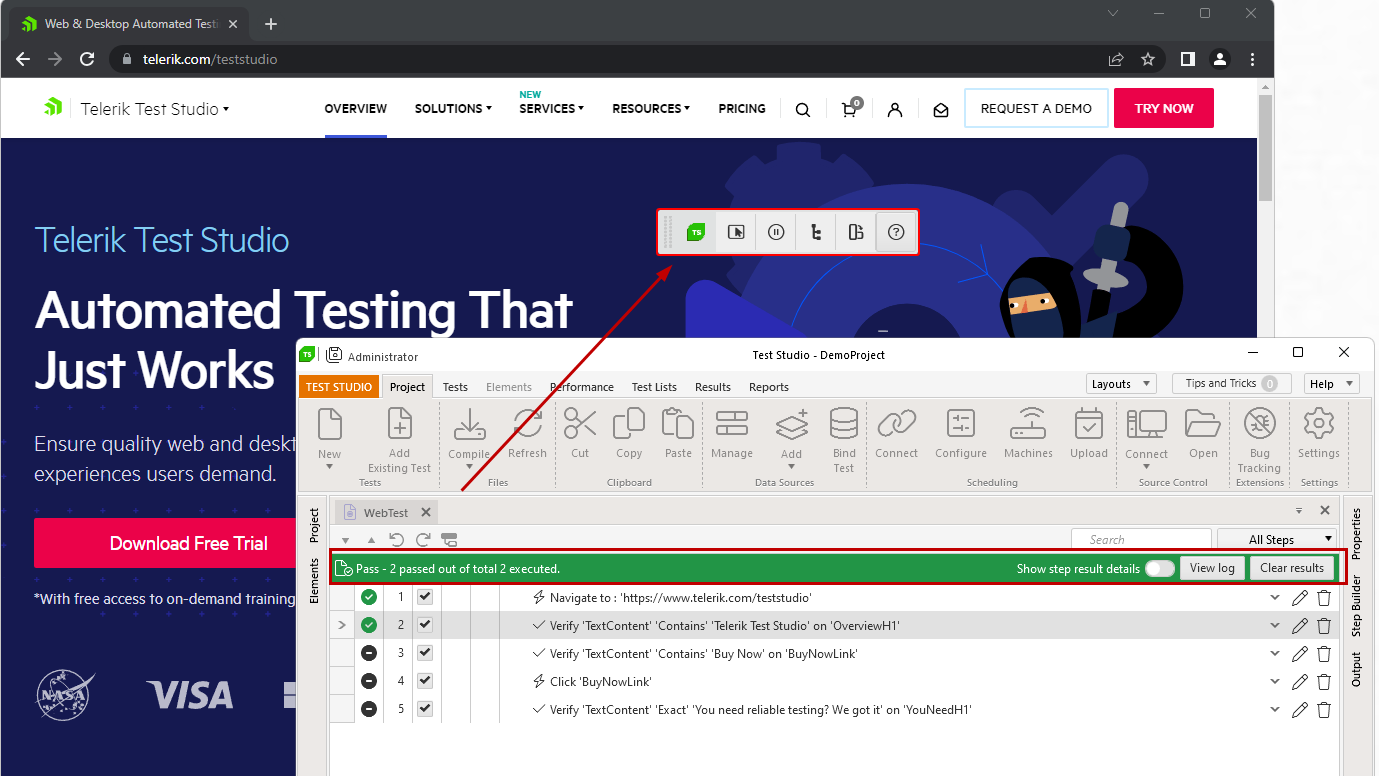 Web & Desktop Automated Testi
telerik.com/teststudio
Telerik Test Studio
OVERVIEW
SOLUTIONS
NEW
SERVICES
RESOURCES
PRICING
0
REQUEST A DEMO
TRY NOW
Telerik Test Studio
Automated Testing That
Just Works
Ensure quality web and deskt
experiences users demand.
Download Free Trial
*With free access to on-demand training
NASA
VISA
TS
TS
Administrator
Test Studio - DemoProject
TEST STUDIO
Project
Tests
Elements
Performance
Test Lists
Results
Reports
Layouts
Tips and Tricks 0
Help
New
Add
Existing Test
Tests
Compile
Refresh
Files
Cut
Copy
Paste
Clipboard
Manage
Add
Bind
Test
Data Sources
Connect
Configure
Machines
Upload
Scheduling
Connect
Open
Source Control
Bug
Tracking
Extensions
Settings
Settings
Project
Elements
WebTest
Search
All Steps
Pass - 2 passed out of total 2 executed.
Show step result details
View log
Clear results
1 Navigate to : 'https://www.telerik.com/teststudio'
2 Verify 'TextContent' 'Contains' 'Telerik Test Studio' on 'OverviewH1'
3 Verify 'TextContent' 'Contains' 'Buy Now' on 'BuyNowLink'
4 Click 'BuyNowLink'
5 Verify 'TextContent' 'Exact' 'You need reliable testing? We got it' on 'YouNeedH1'
Properties
Step Builder
Output